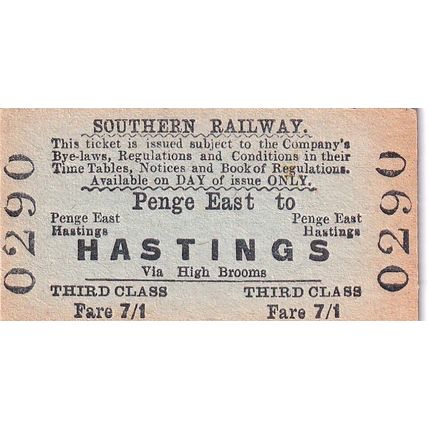 SOUTHERN RAILWAY.
This ticket is issued subject to the Company's
Bye-laws, Regulations and Conditions in their
Time Tables, Notices and Book of Regulations.
Available on DAY of issue ONLY.
Penge East to
Penge East Penge East
Hastings Hastings
HASTINGS
Via High Brooms
THIRD CLASS THIRD CLASS
Fare 7/1 Fare 7/1
0290
0290